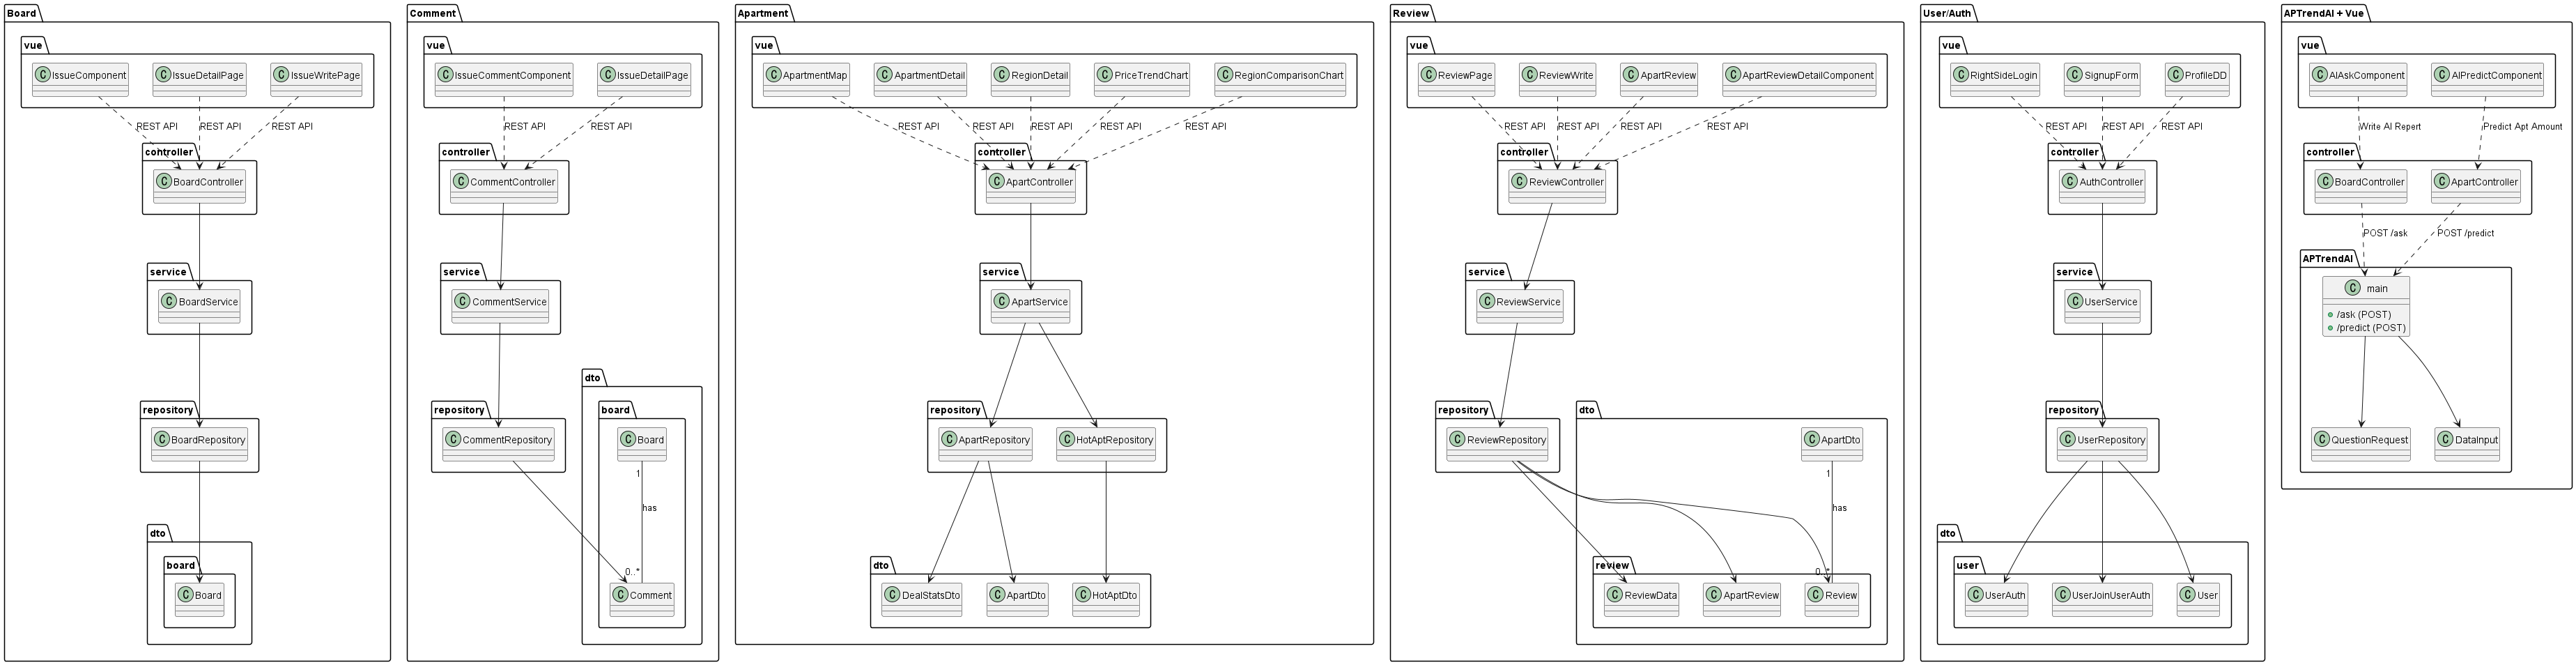 Board
vue
C IssueComponent
C IssueDetailPage
C IssueWritePage
REST API
REST API
REST API
controller
C BoardController
service
C BoardService
repository
C BoardRepository
dto
board
C Board
Comment
vue
C IssueCommentComponent
C IssueDetailPage
REST API
REST API
controller
C CommentController
service
C CommentService
repository
C CommentRepository
dto
board
C Board
1
has
0..*
C Comment
Apartment
vue
C ApartmentMap
C ApartmentDetail
C RegionDetail
C PriceTrendChart
C RegionComparisonChart
REST API
REST API
REST API
REST API
REST API
controller
C ApartController
service
C ApartService
repository
C ApartRepository
C HotAptRepository
dto
C DealStatsDto
C ApartDto
C HotAptDto
Review
vue
C ReviewPage
C ReviewWrite
C ApartReview
C ApartReviewDetailComponent
REST API
REST API
REST API
REST API
controller
C ReviewController
service
C ReviewService
repository
C ReviewRepository
dto
C ApartDto
1
has
0..*
review
C ReviewData
C ApartReview
C Review
User/Auth
vue
C RightSideLogin
C SignupForm
C ProfileDD
REST API
REST API
REST API
controller
C AuthController
service
C UserService
repository
C UserRepository
dto
user
C UserAuth
C UserJoinUserAuth
C User
APTrendAI + Vue
vue
C AIAskComponent
C AIPredictComponent
Write AI Repert
Predict Apt Amount
controller
C BoardController
C ApartController
POST /ask
POST /predict
APTrendAI
C main
/ask (POST)
/predict (POST)
C QuestionRequest
C DataInput